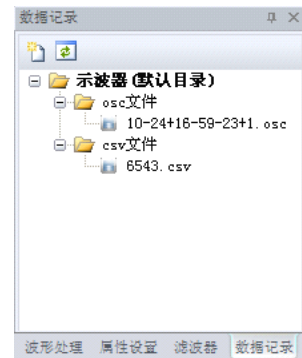 数据记录
示波器(默认目录)
osc文件
10-24+16-59-23+1.osc
csv文件
6543.csv
波形处理 属性设置 滤波器 数据记录